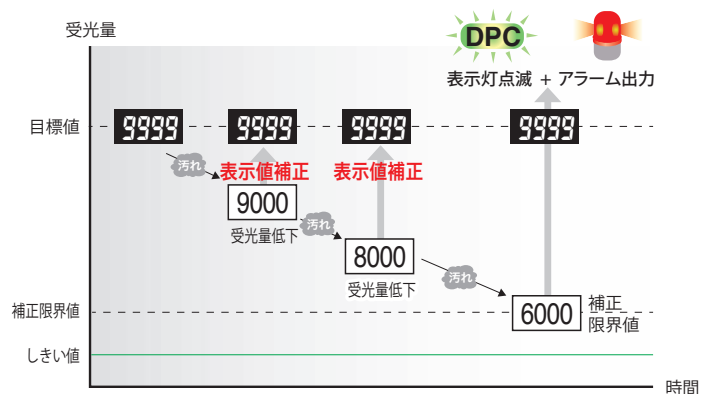 受光量
DPC
表示灯点滅 + アラーム出力
目標値
9999
9999
9999
9999
汚れ
表示値補正
表示値補正
9000
汚れ
受光量低下
8000
汚れ
受光量低下
補正限界値
6000
補正
限界値
しきい値
時間